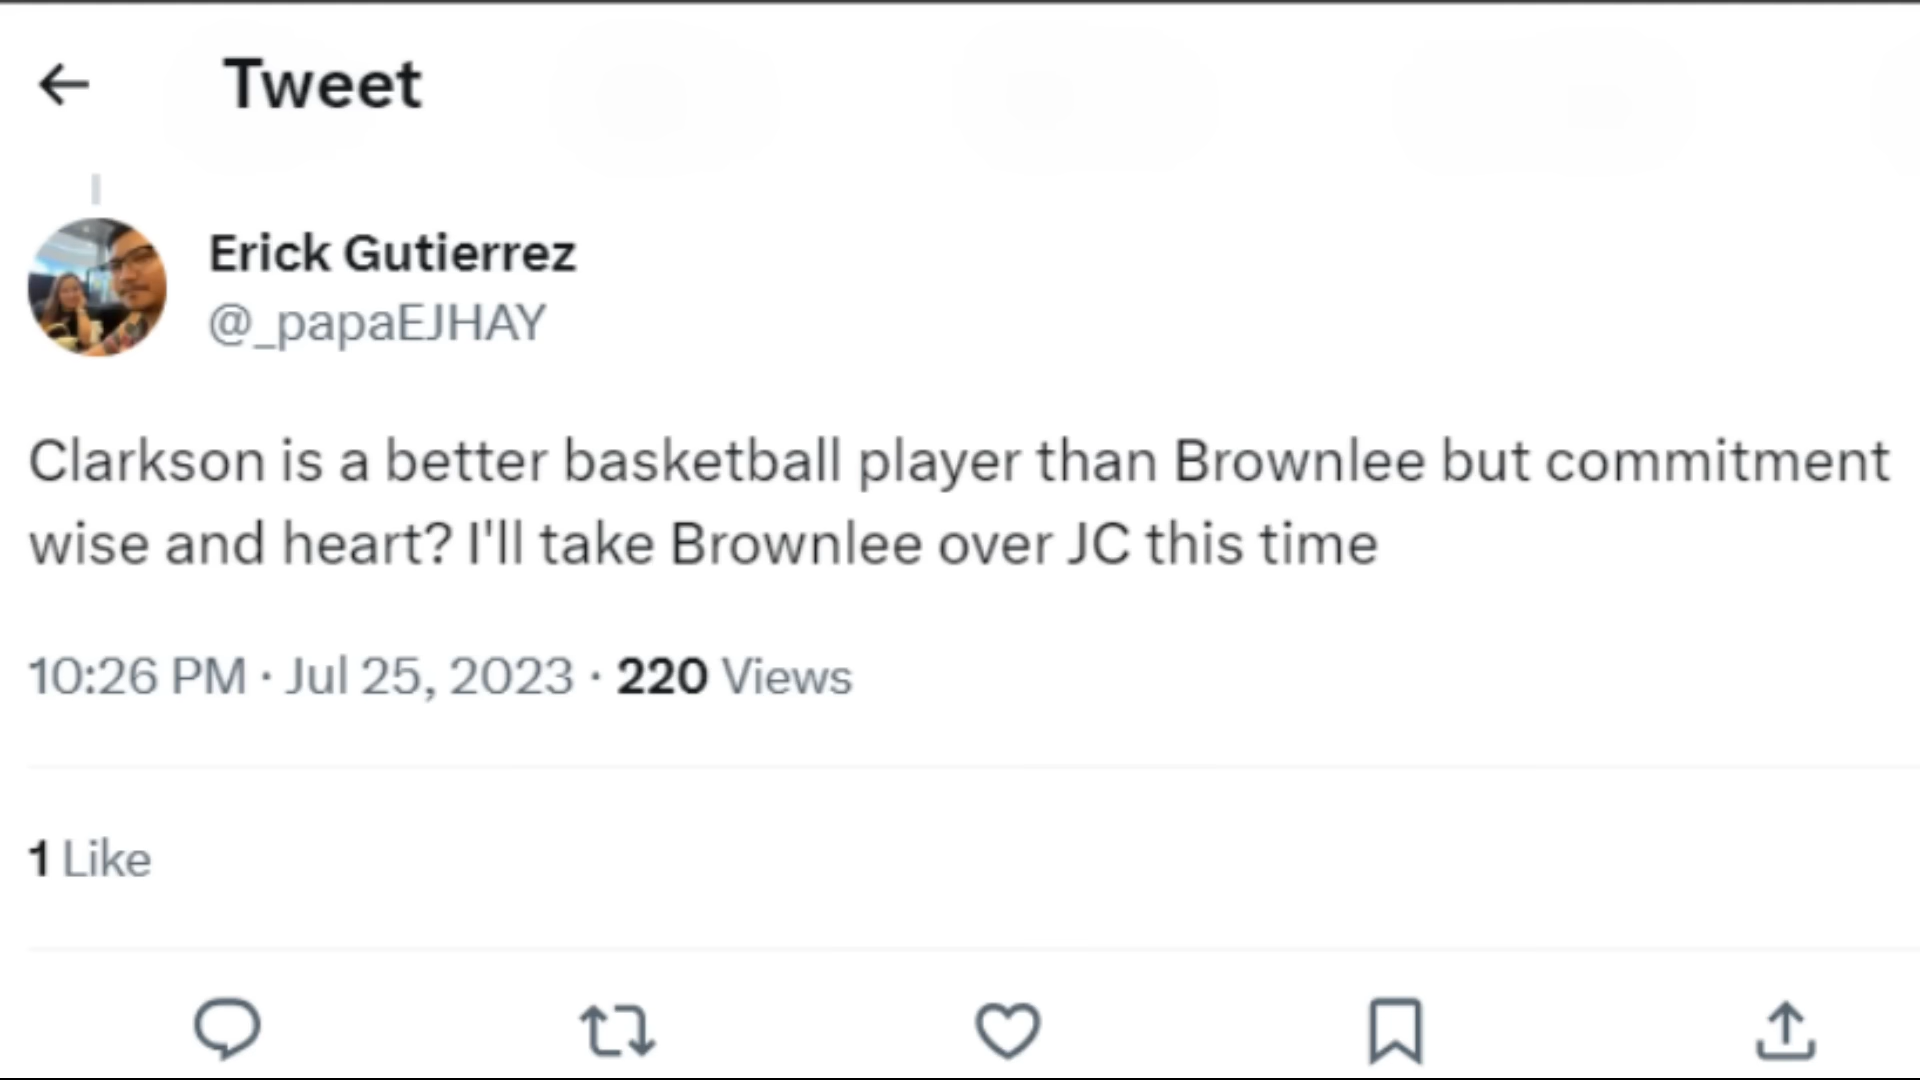 Tweet
Erick Gutierrez
@_papaEJHAY
Clarkson is a better basketball player than Brownlee but commitment
wise and heart? I'll take Brownlee over JC this time
10:26 PM · Jul 25, 2023 · 220 Views
1 Like